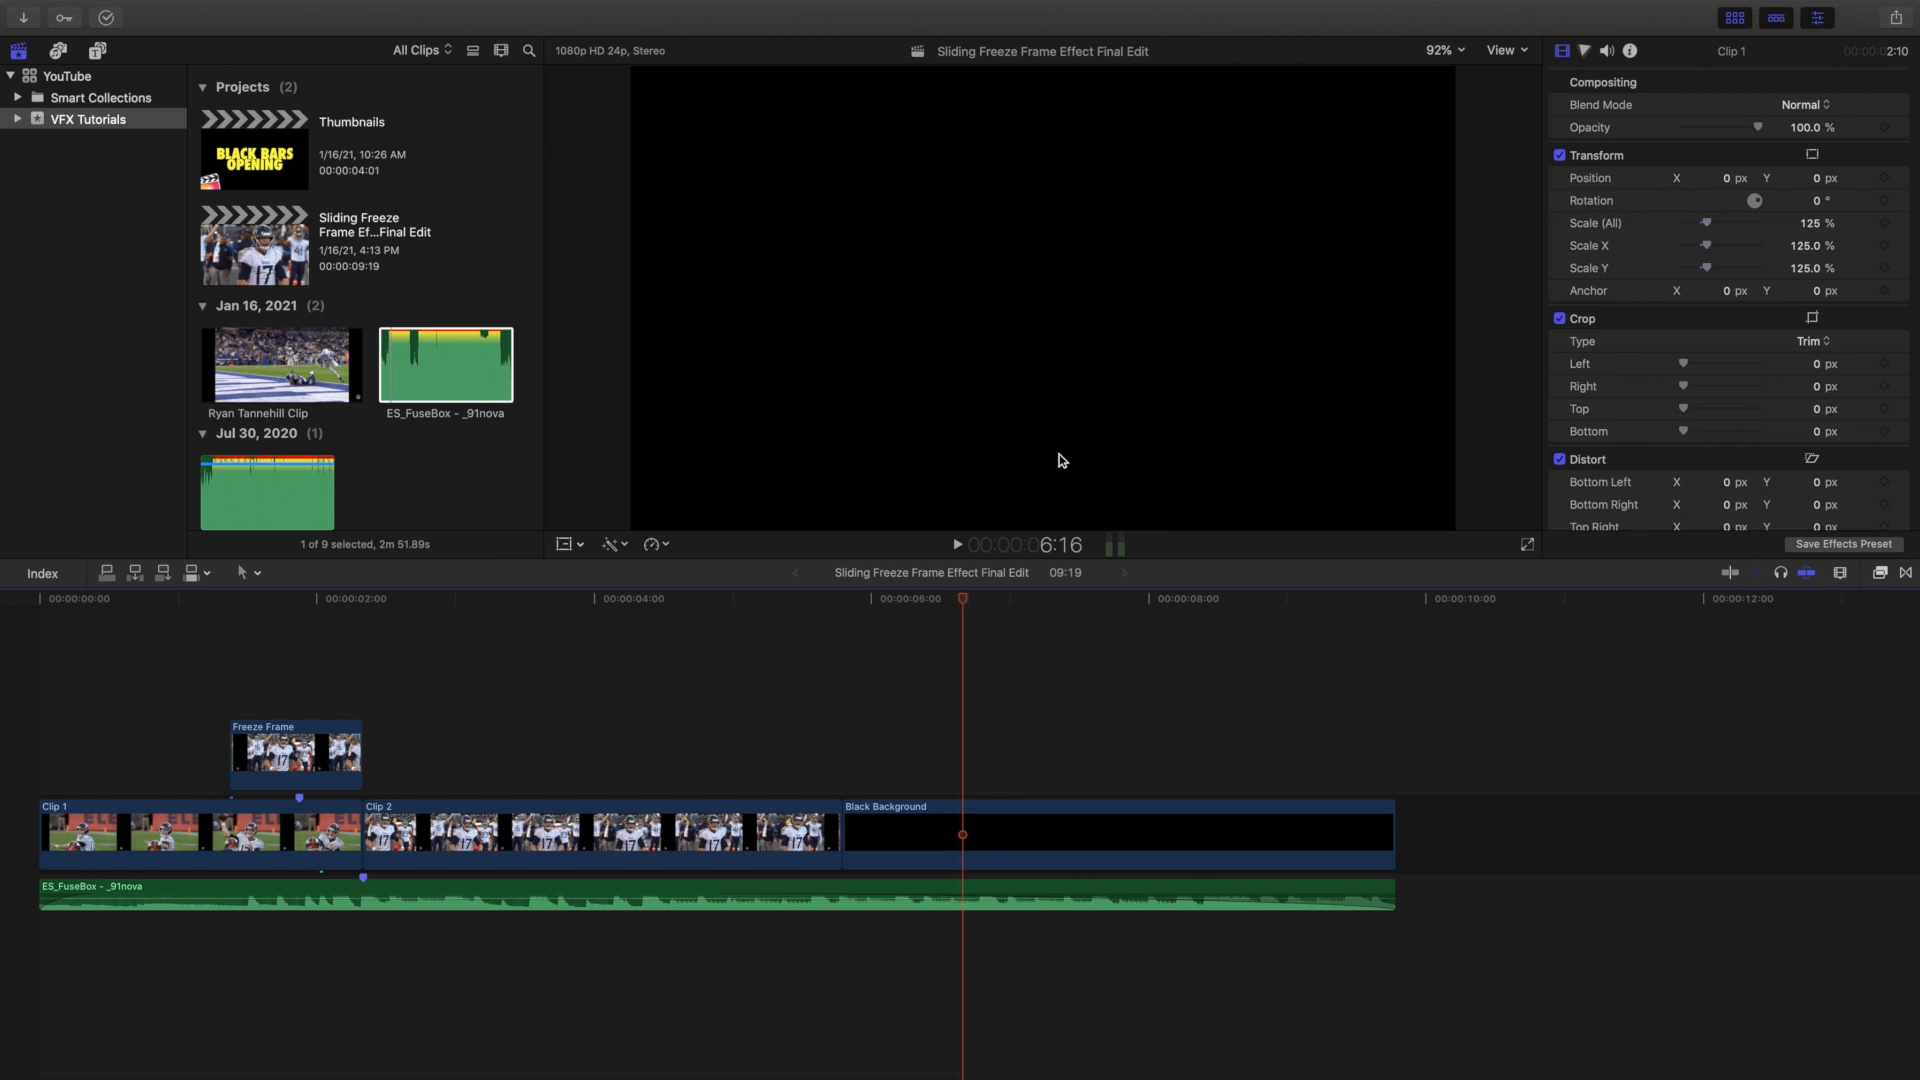 All Clips
1080p HD 24p, Stereo
Sliding Freeze Frame Effect Final Edit
92%
View
Clip 1
00:00:02:10
YouTube
Smart Collections
VFX Tutorials
Projects (2)
Thumbnails
1/16/21, 10:26 AM
00:00:04:01
BLACK BARS
OPENING
Sliding Freeze
Frame Ef...Final Edit
1/16/21, 4:13 PM
00:00:09:19
Jan 16, 2021 (2)
Ryan Tannehill Clip
ES_FuseBox - _91nova
Jul 30, 2020 (1)
1 of 9 selected, 2m 51.89s
Compositing
Blend Mode Normal
Opacity 100.0 %
Transform
Position X 0 px Y 0 px
Rotation 0 °
Scale (All) 125 %
Scale X 125.0 %
Scale Y 125.0 %
Anchor X 0 px Y 0 px
Crop
Type Trim
Left 0 px
Right 0 px
Top 0 px
Bottom 0 px
Distort
Bottom Left X 0 px Y 0 px
Bottom Right X 0 px Y 0 px
Top Right X 0 px Y 0 px
Save Effects Preset
00:00:06:16
Index
Sliding Freeze Frame Effect Final Edit 09:19
00:00:00:00
00:00:02:00
00:00:04:00
00:00:06:00
00:00:08:00
00:00:10:00
00:00:12:00
Freeze Frame
Clip 1
Clip 2
Black Background
ES_FuseBox - _91nova